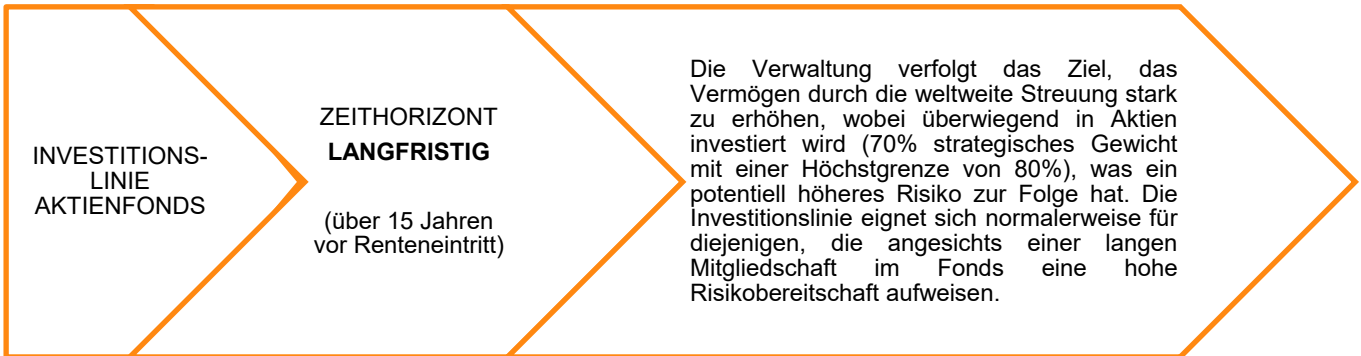 INVESTITIONS-
LINIE
AKTIENFONDS
ZEITHORIZONT
LANGFRISTIG
(über 15 Jahren
vor Renteneintritt)
Die Verwaltung verfolgt das Ziel, das
Vermögen durch die weltweite Streuung stark
zu erhöhen, wobei überwiegend in Aktien
investiert wird (70% strategisches Gewicht
mit einer Höchstgrenze von 80%), was ein
potentiell höheres Risiko zur Folge hat. Die
Investitionslinie eignet sich normalerweise für
diejenigen, die angesichts einer langen
Mitgliedschaft im Fonds eine hohe
Risikobereitschaft aufweisen.